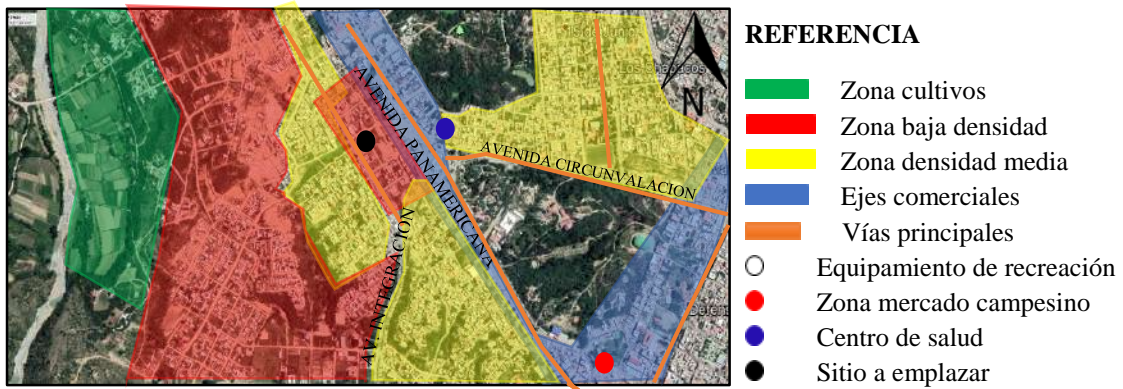 REFERENCIA
Zona cultivos
Zona baja densidad
Zona densidad media
Ejes comerciales
Vías principales
Equipamiento de recreación
Zona mercado campesino
Centro de salud
Sitio a emplazar
N
AVENIDA PANAMERICANA
AVENIDA CIRCUNVALACION
AV. INTEGRACION